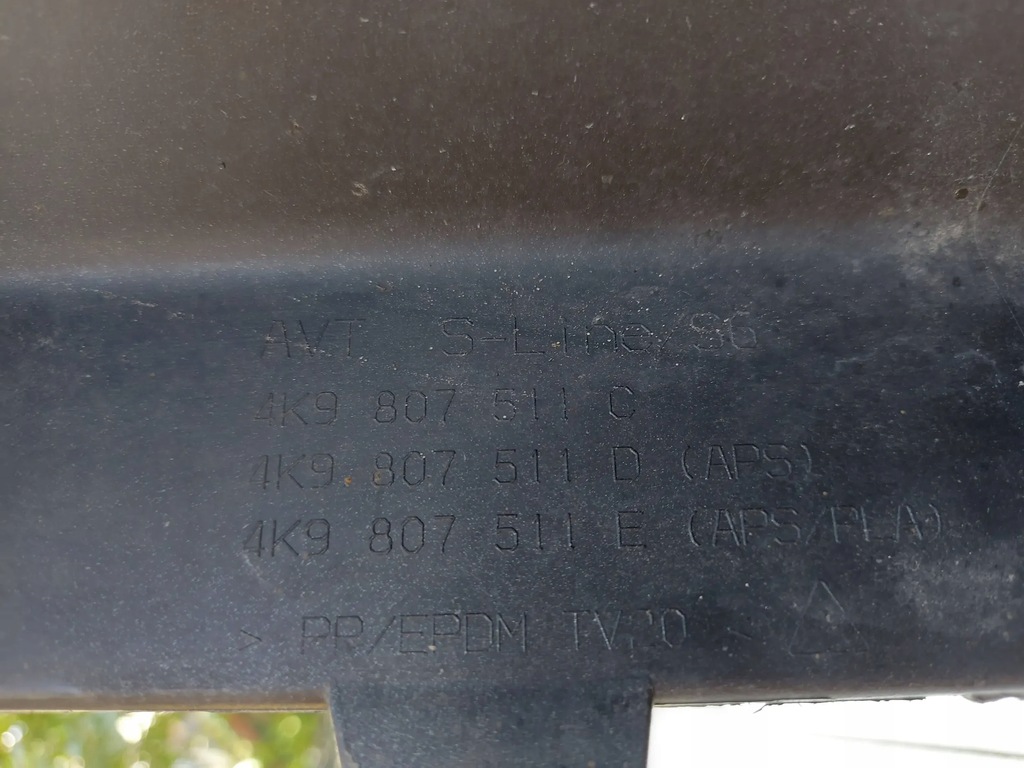 AVT S-Line/S6
4K9 807 511 C
4K9 807 511 D (APS)
4K9 807 511 E (APS/PLA)
> PP/EPDM TV20 <